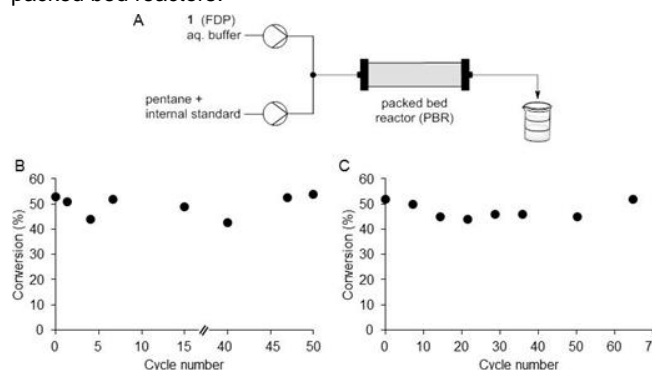 packed bed reactors.
A
1 (FDP)
aq. buffer
pentane +
internal standard
packed bed
reactor (PBR)
B
Conversion (%)
60
50
40
30
20
10
0
0 5 10 15 40 45 50
Cycle number
C
Conversion (%)
60
50
40
30
20
10
0
0 10 20 30 40 50 60 70
Cycle number